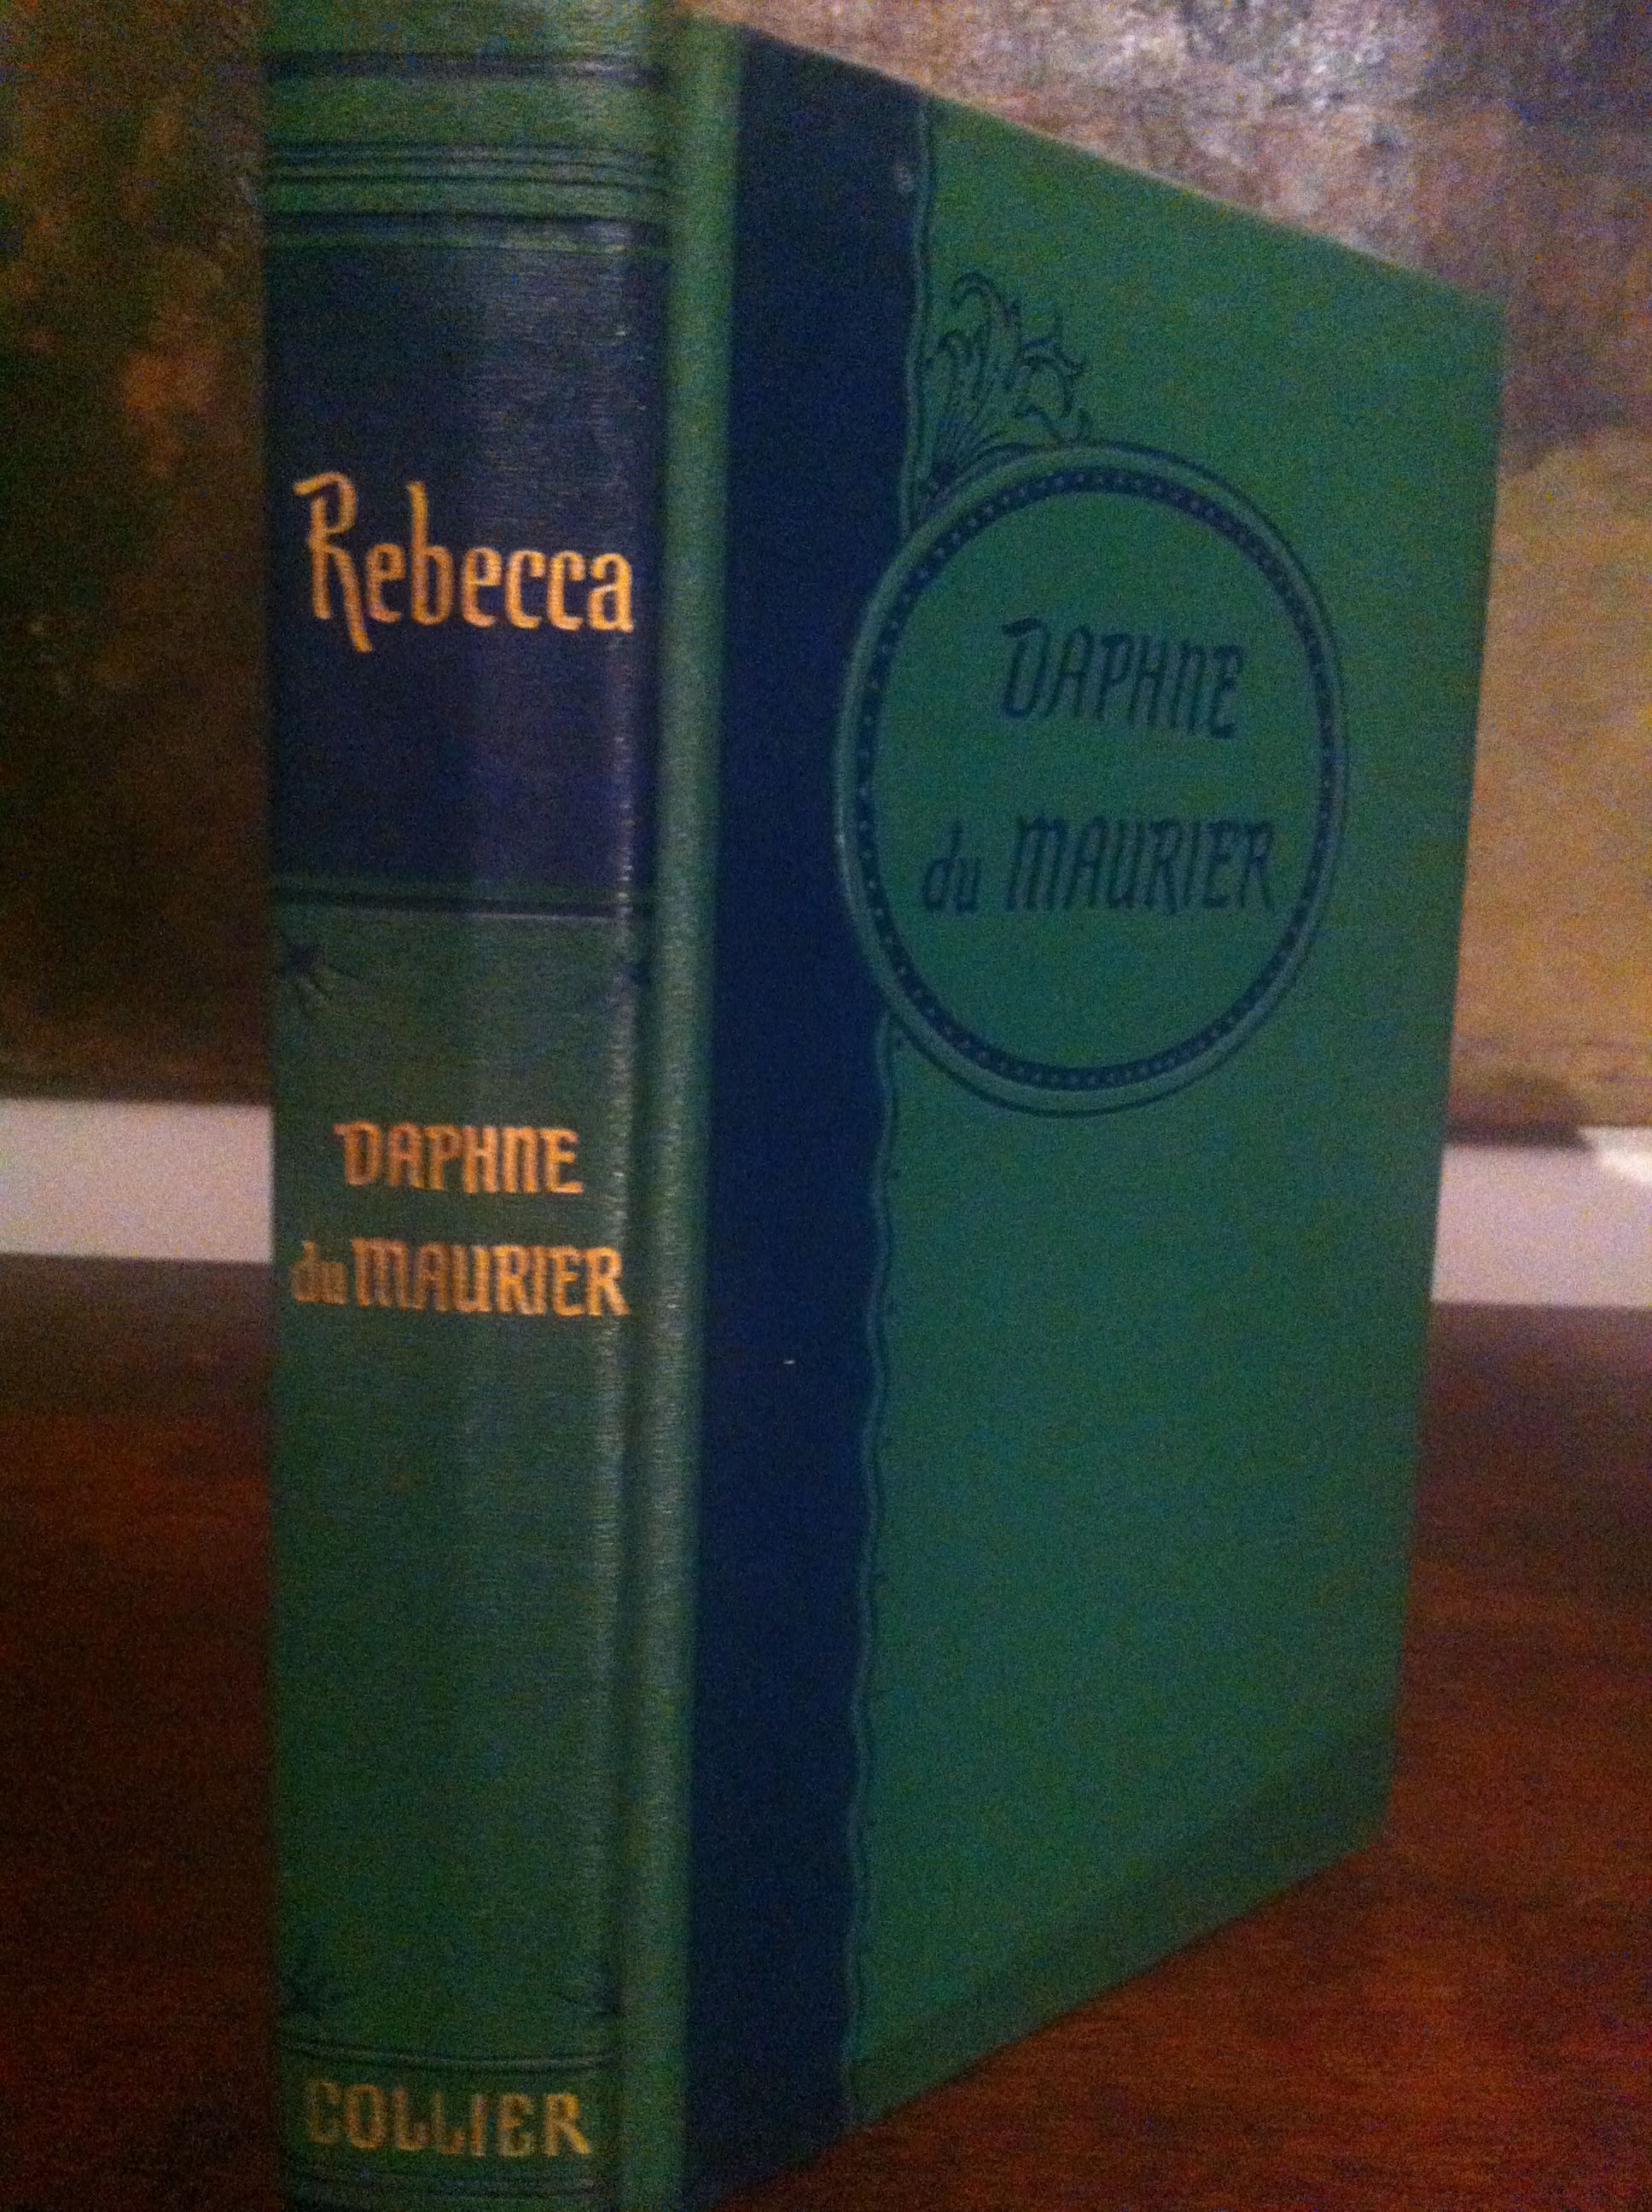 Rebecca
DAPHNE
du MAURIER
COLLIER
DAPHNE
du MAURIER